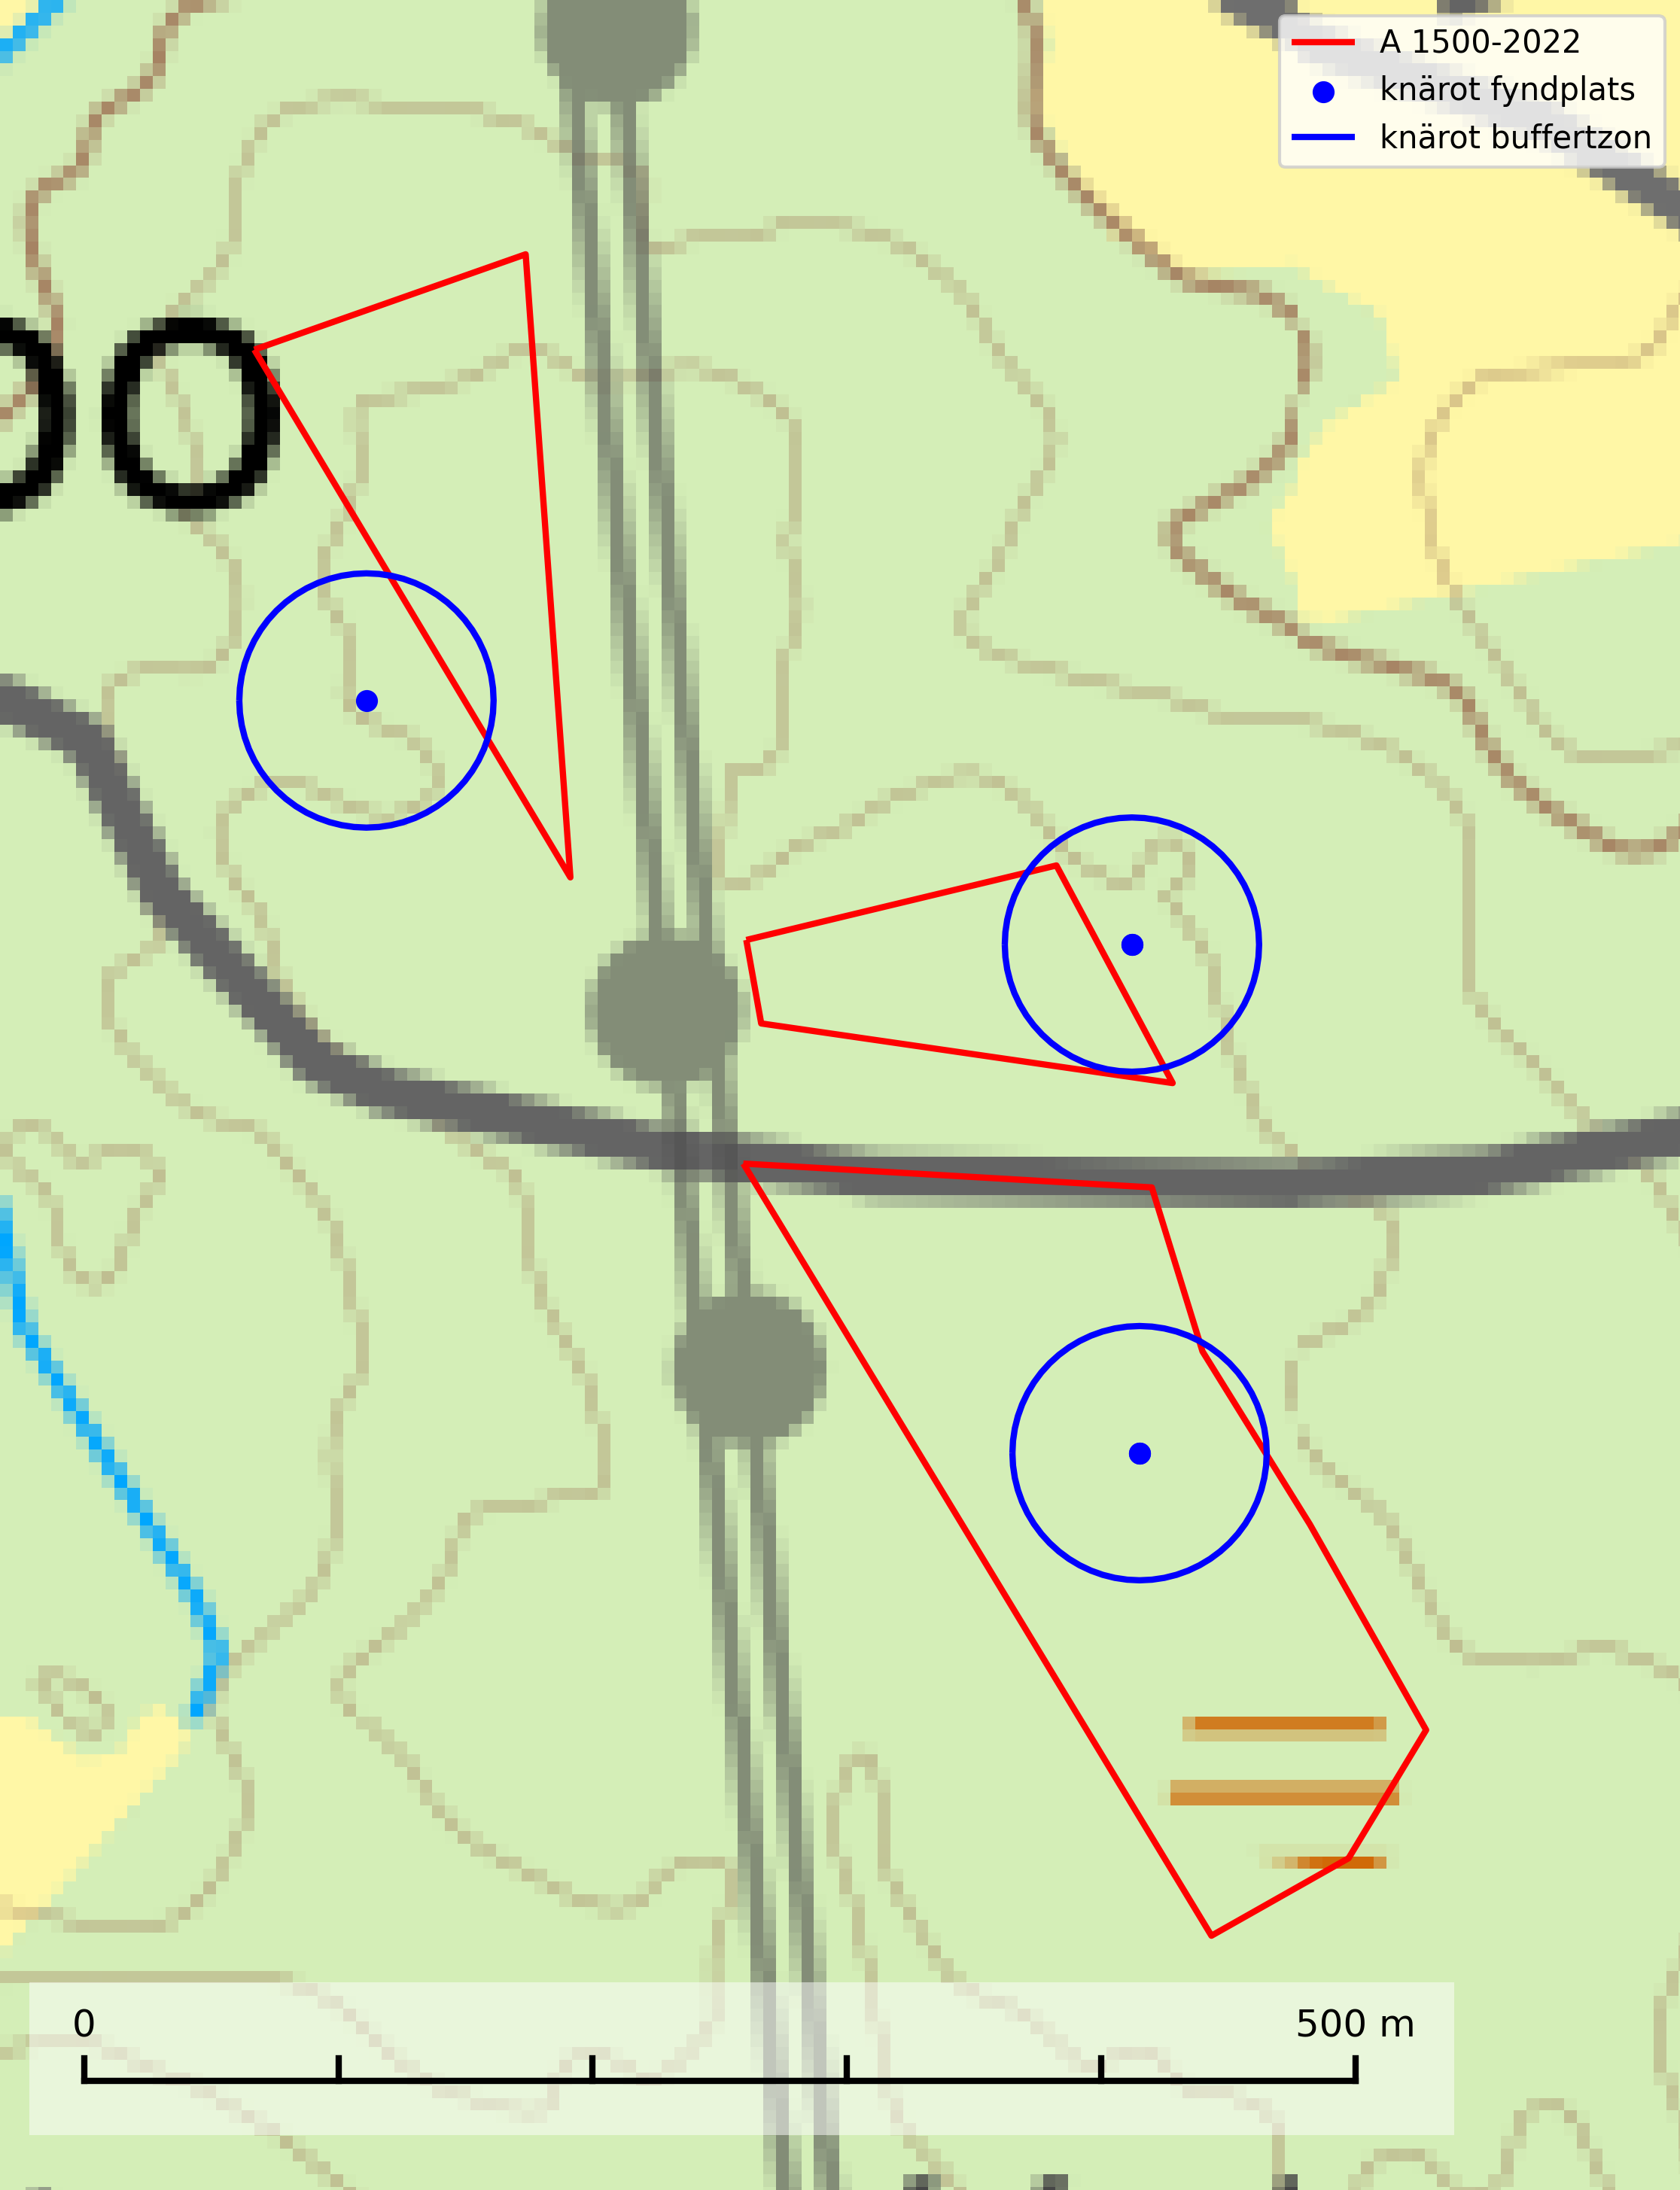 A 1500-2022
knärot fyndplats
knärot buffertzon
0
500 m